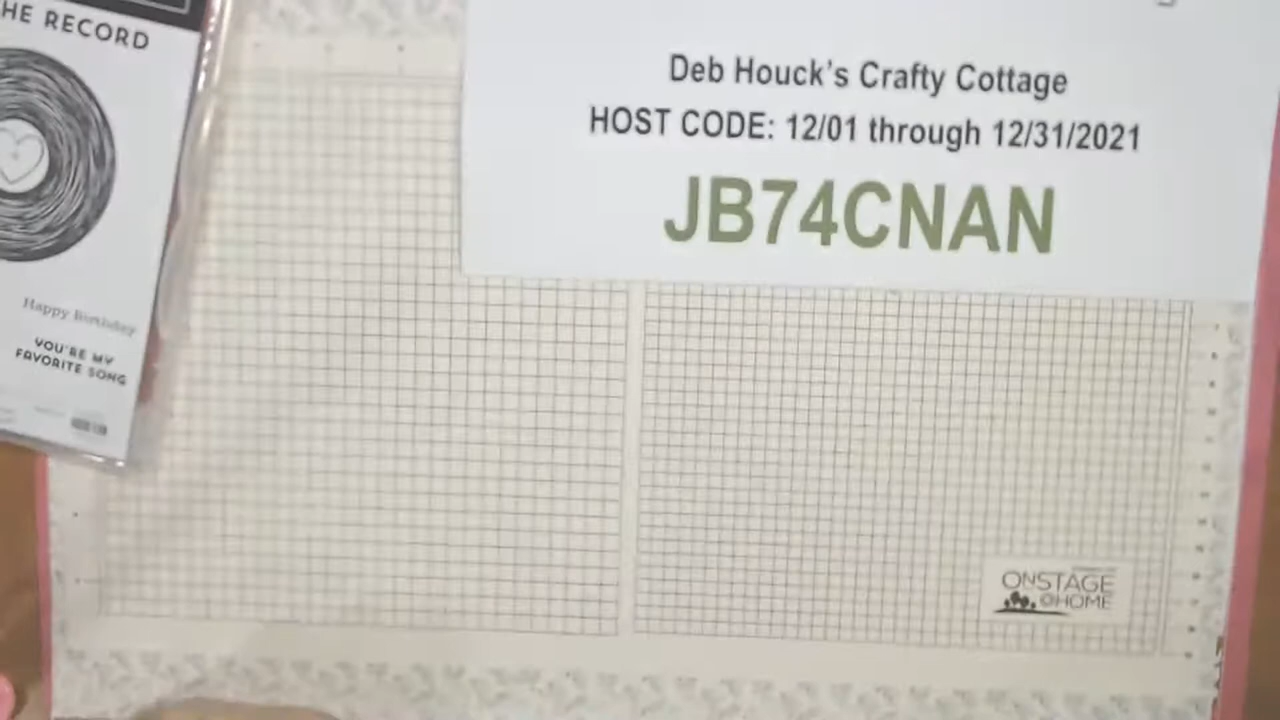 HE RECORD
Happy Birthday
YOU'RE MY
FAVORITE SONG
Deb Houck's Crafty Cottage
HOST CODE: 12/01 through 12/31/2021
JB74CNAN
ONSTAGE
@HOME